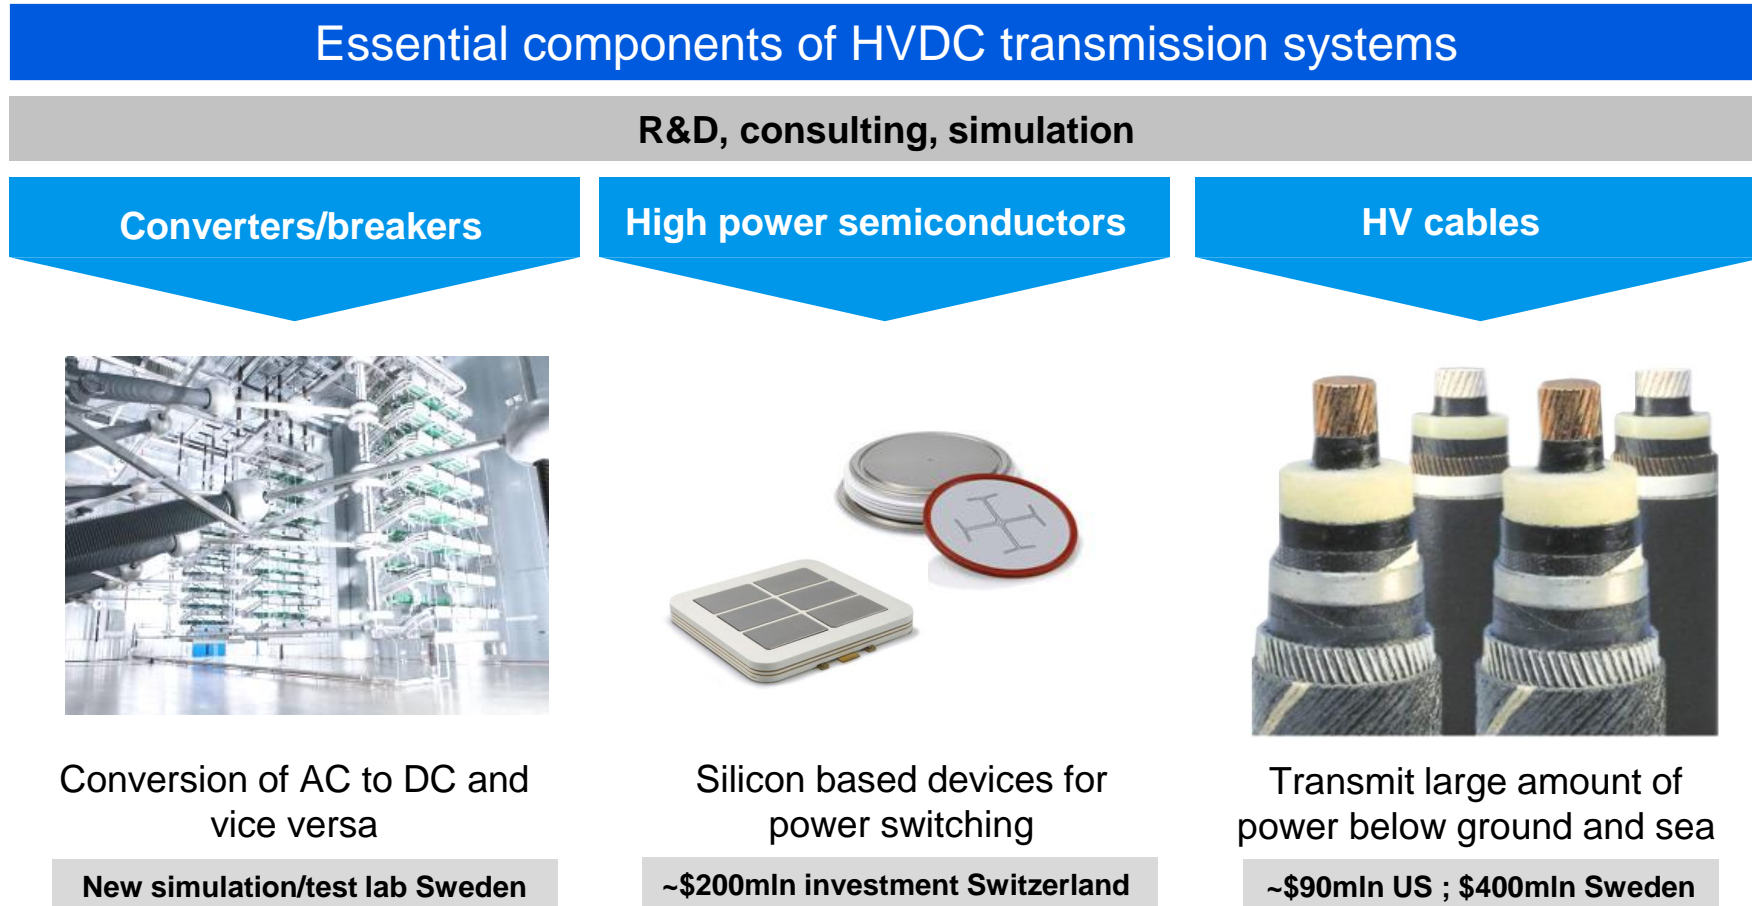 Essential components of HVDC transmission systems
R&D, consulting, simulation
Converters/breakers
High power semiconductors
HV cables
Conversion of AC to DC and
vice versa
Silicon based devices for
power switching
Transmit large amount of
power below ground and sea
New simulation/test lab Sweden
~$200mln investment Switzerland
~$90mln US ; $400mln Sweden